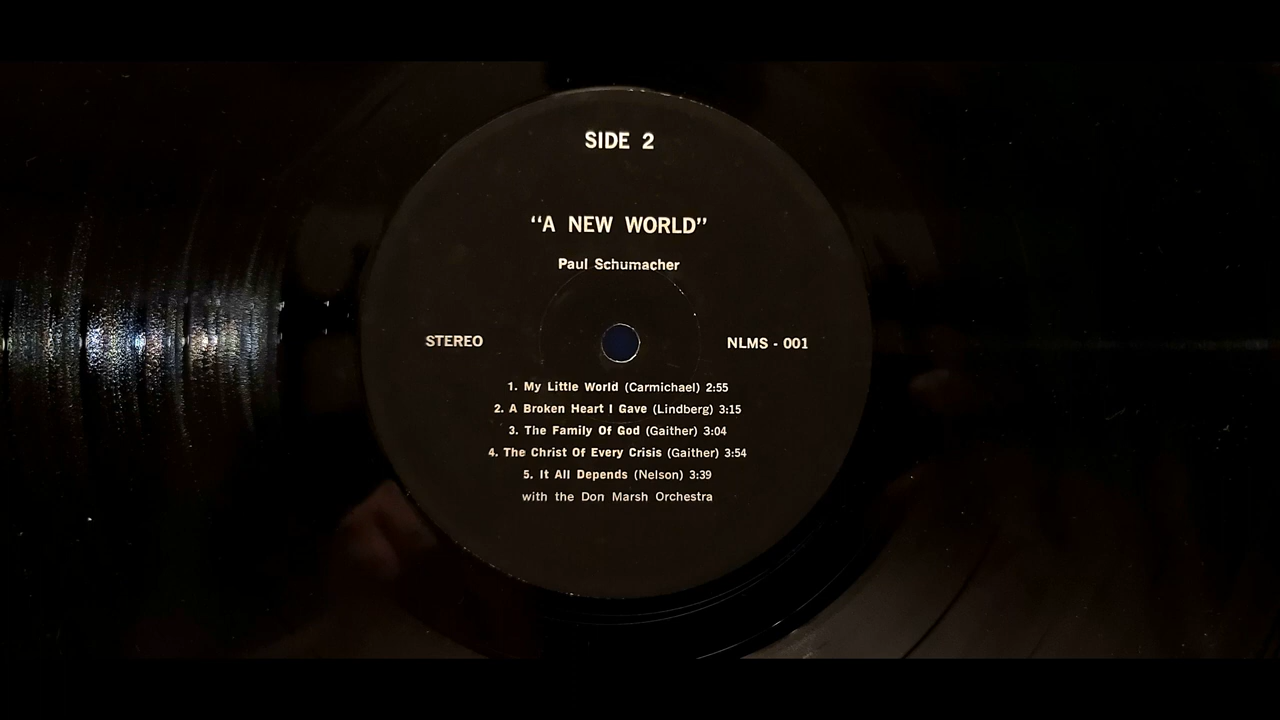 SIDE 2
“A NEW WORLD”
Paul Schumacher
STEREO
NLMS - 001
1. My Little World (Carmichael) 2:55
2. A Broken Heart I Gave (Lindberg) 3:15
3. The Family Of God (Gaither) 3:04
4. The Christ Of Every Crisis (Gaither) 3:54
5. It All Depends (Nelson) 3:39
with the Don Marsh Orchestra